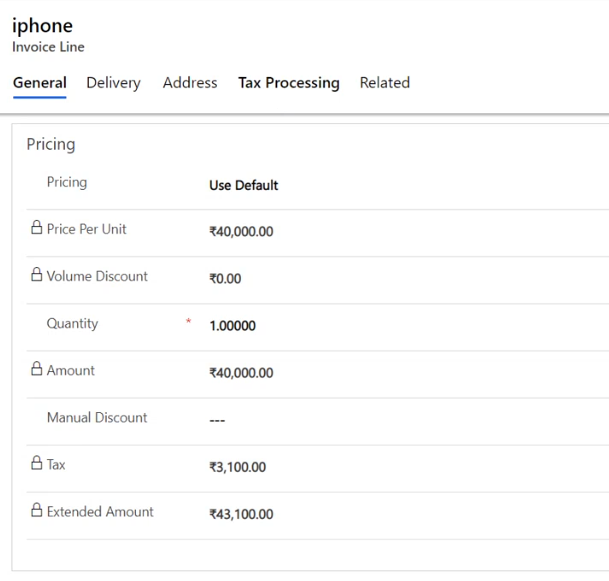 iphone
Invoice Line
General Delivery Address Tax Processing Related
Pricing
Pricing Use Default
Price Per Unit ₹40,000.00
Volume Discount ₹0.00
Quantity * 1.00000
Amount ₹40,000.00
Manual Discount ---
Tax ₹3,100.00
Extended Amount ₹43,100.00